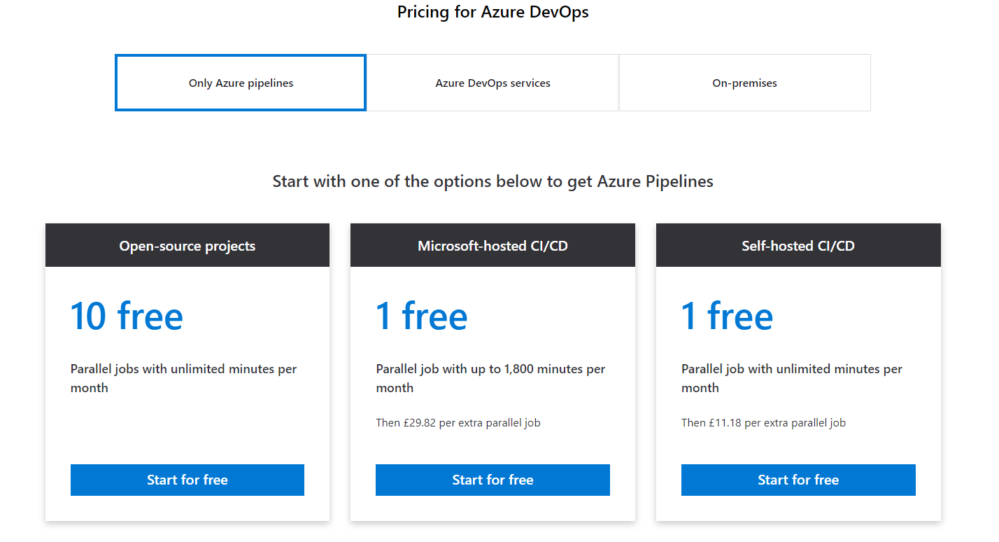 Pricing for Azure DevOps
Only Azure pipelines
Azure DevOps services
On-premises
Start with one of the options below to get Azure Pipelines
Open-source projects
10 free
Parallel jobs with unlimited minutes per
month
Start for free
Microsoft-hosted CI/CD
1 free
Parallel job with up to 1,800 minutes per
month
Then £29.82 per extra parallel job
Start for free
Self-hosted CI/CD
1 free
Parallel job with unlimited minutes per
month
Then £11.18 per extra parallel job
Start for free